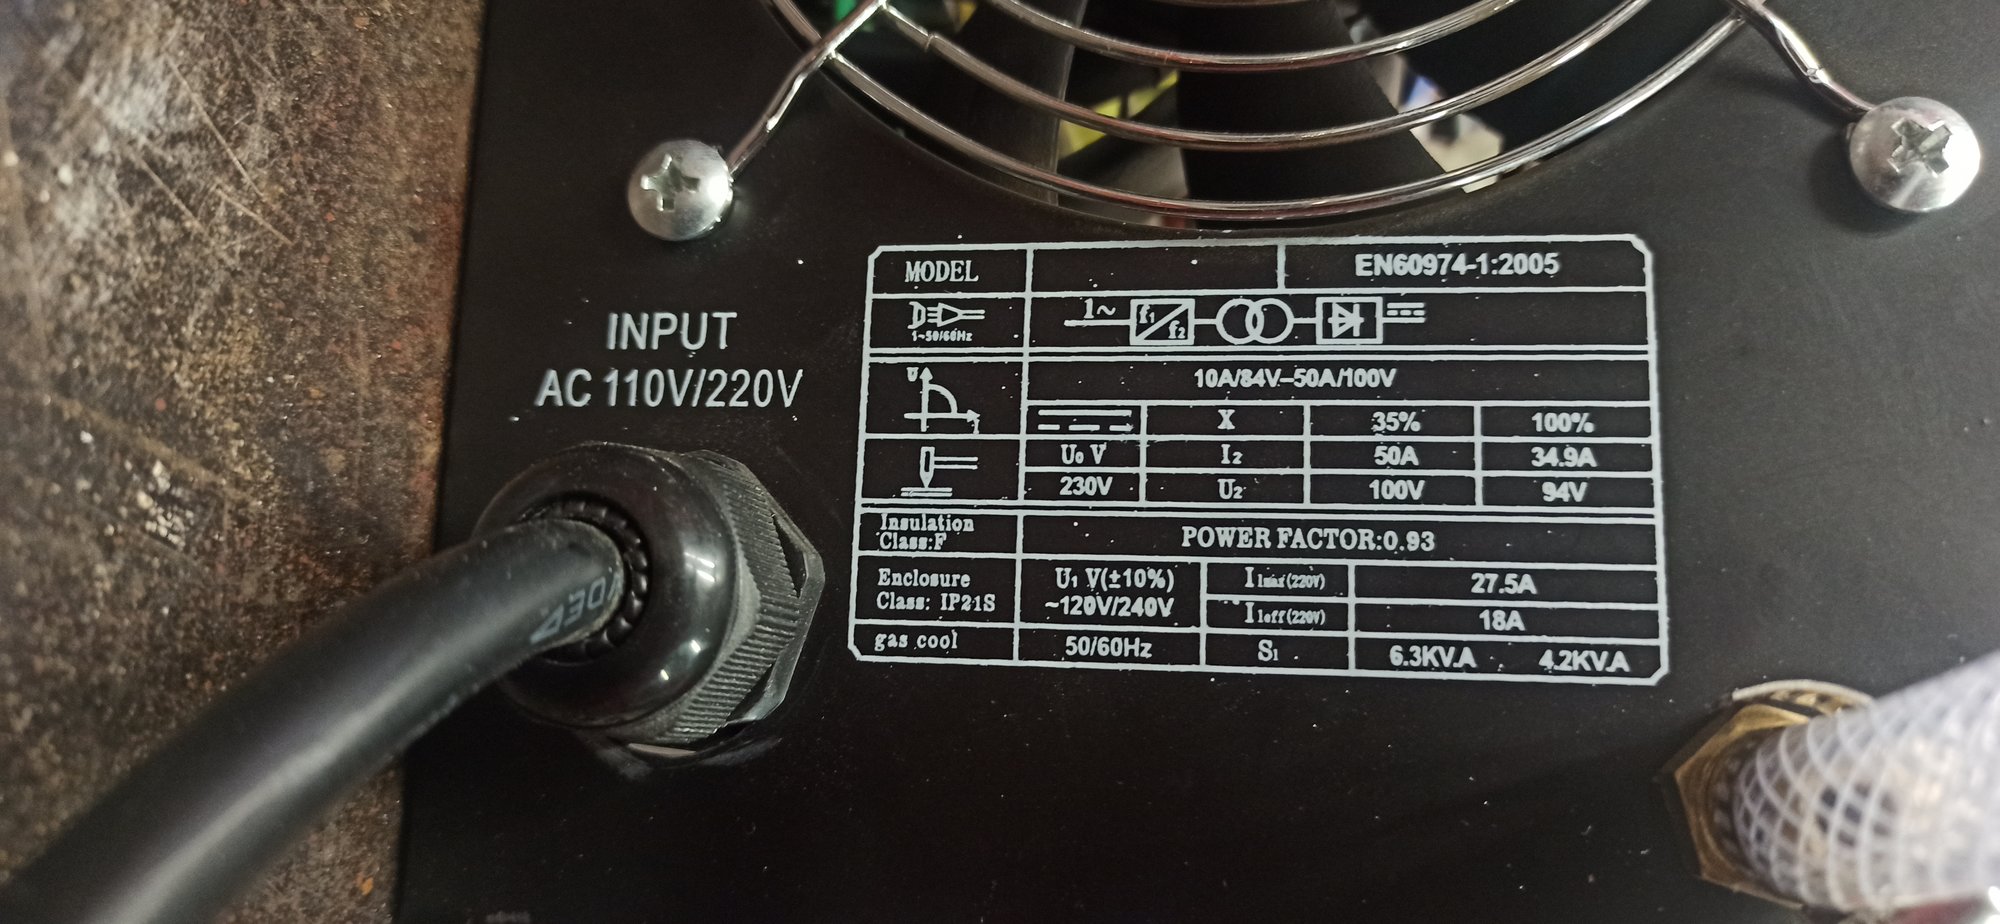 INPUT
AC 110V/220V
MODEL
EN60974-1:2005
1~50/60Hz
1~
f1
f2
U
10A/84V-50A/100V
X 35% 100%
U0 V I2 50A 34.9A
230V U2 100V 94V
Insulation
Class:F
POWER FACTOR:0.93
Enclosure
Class: IP21S
U1 V(±10%)
~120V/240V
I1max(220V) 27.5A
I1eff(220V) 18A
gas cool 50/60Hz S1 6.3KV.A 4.2KV.A
VDE